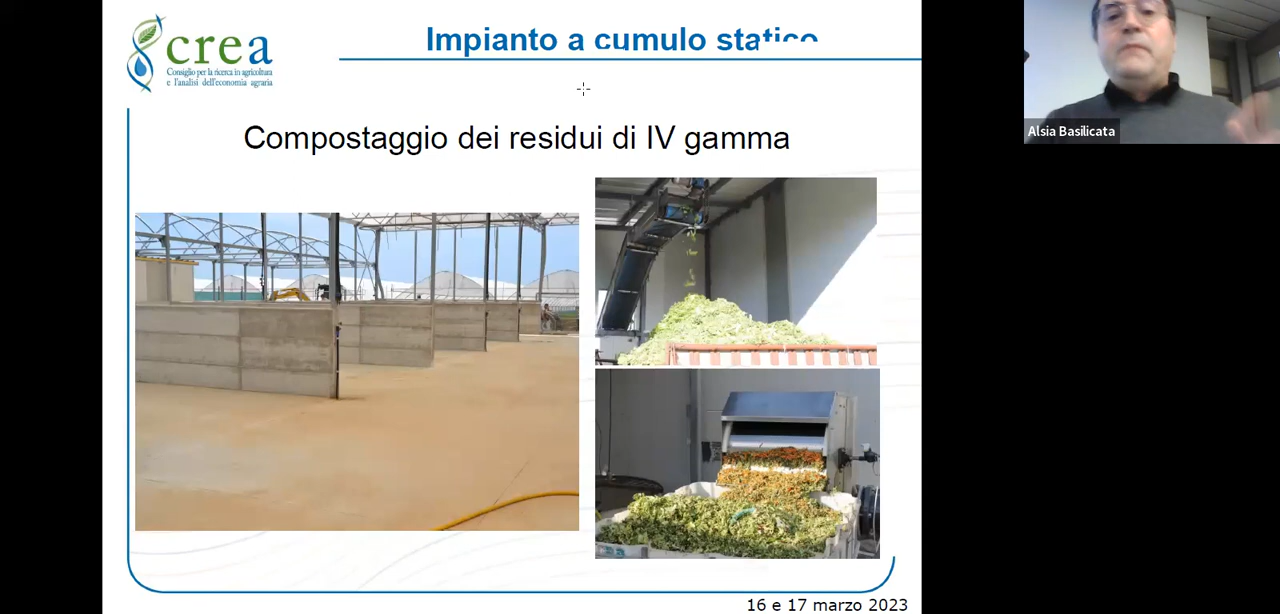 crea
Consiglio per la ricerca in agricoltura
e l'analisi dell'economia agraria
Impianto a cumulo statico
Compostaggio dei residui di IV gamma
16 e 17 marzo 2023
Alsia Basilicata